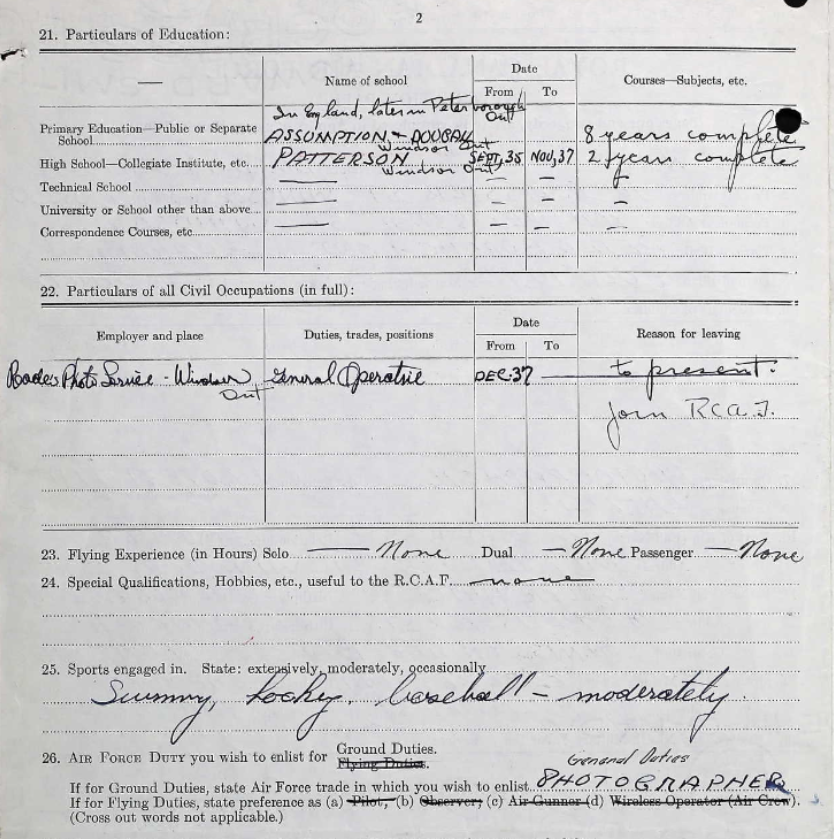 2
21. Particulars of Education:
Date
Name of school Courses—Subjects, etc.
From To
In England, later in Peterborough
Ont
Primary Education—Public or Separate
School ASSUMPTION + DOUGALL 8 years complete
Windsor Ont
High School—Collegiate Institute, etc. PATTERSON SEPT, 35 NOV, 37 2 years complete
Windsor Ont
Technical School — — — —
University or School other than above — — — —
Correspondence Courses, etc — — — —
22. Particulars of all Civil Occupations (in full):
Date
Employer and place Duties, trades, positions Reason for leaving
From To
Photo Service - Windsor General Operative DEC. 37 — to present.
Ont
join R.C.A.F.
23. Flying Experience (in Hours) Solo — None Dual — None Passenger — None
24. Special Qualifications, Hobbies, etc., useful to the R.C.A.F. none
25. Sports engaged in. State: extensively, moderately, occasionally
hockey, baseball – moderately.
Ground Duties.
26. AIR FORCE DUTY you wish to enlist for Flying Duties.
General Duties
If for Ground Duties, state Air Force trade in which you wish to enlist PHOTOGRAPHER
If for Flying Duties, state preference as (a) Pilot, (b) Observer; (c) Air Gunner (d) Wireless Operator (Air Crew).
(Cross out words not applicable.)